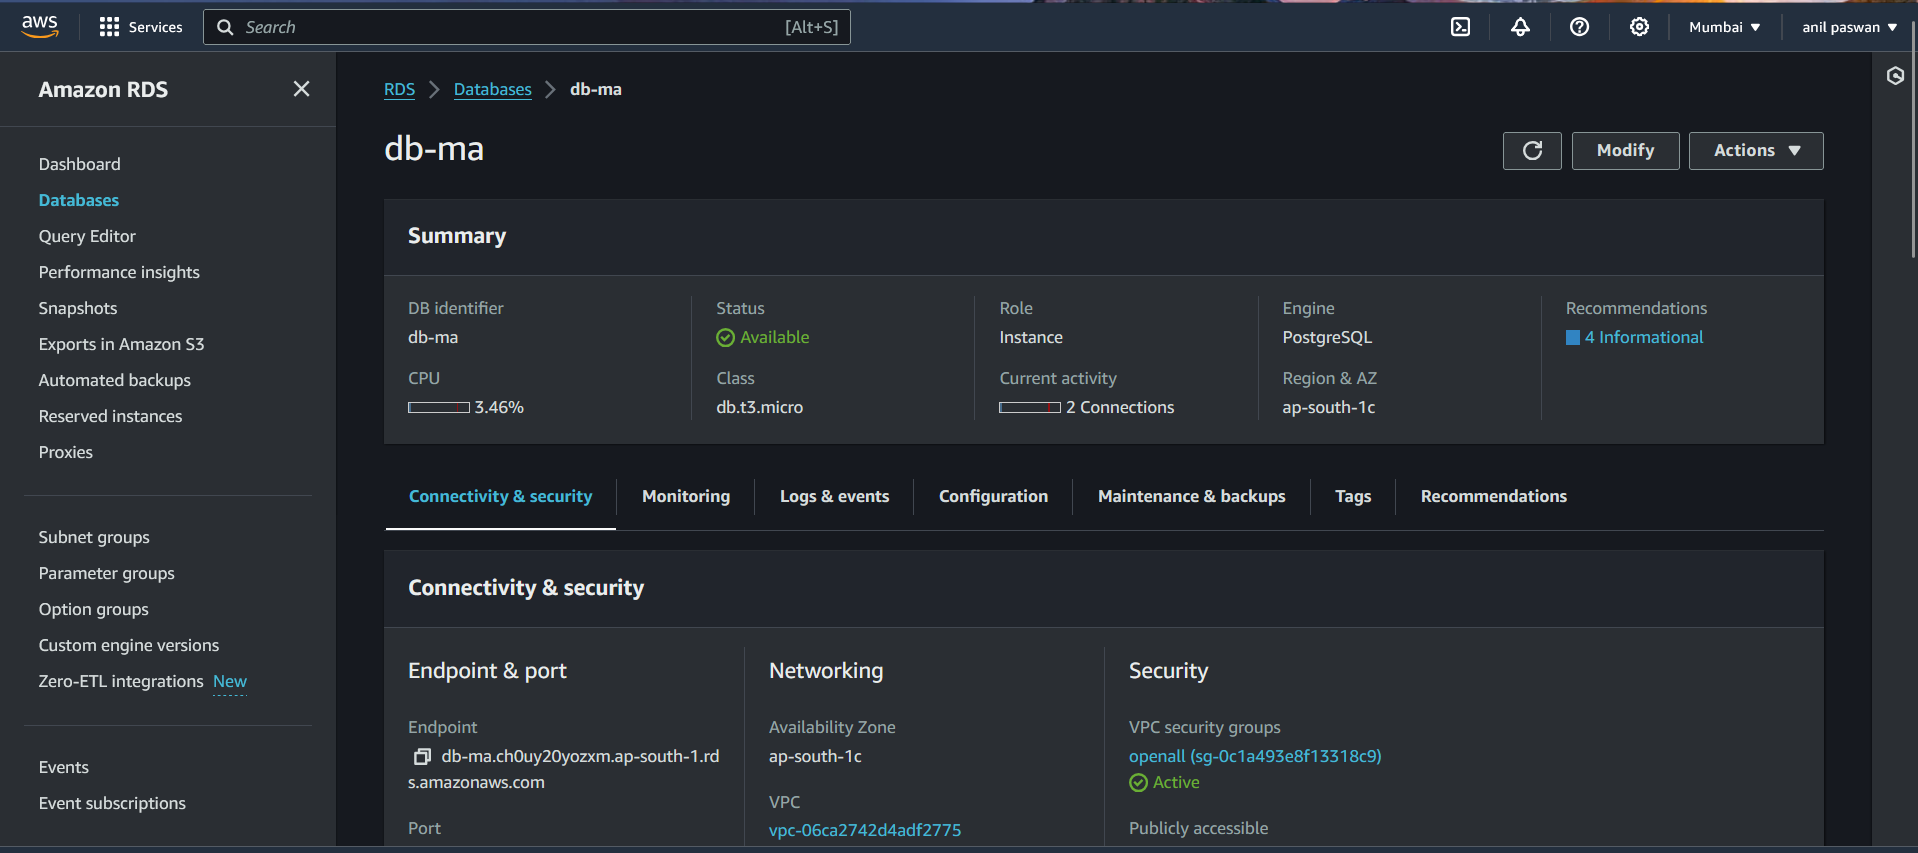 aws
Services
Search
[Alt+S]
Mumbai
anil paswan
Amazon RDS
Dashboard
Databases
Query Editor
Performance insights
Snapshots
Exports in Amazon S3
Automated backups
Reserved instances
Proxies
Subnet groups
Parameter groups
Option groups
Custom engine versions
Zero-ETL integrations New
Events
Event subscriptions
RDS
Databases
db-ma
db-ma
Modify
Actions
Summary
DB identifier
db-ma
CPU
3.46%
Status
Available
Class
db.t3.micro
Role
Instance
Current activity
2 Connections
Engine
PostgreSQL
Region & AZ
ap-south-1c
Recommendations
4 Informational
Connectivity & security
Monitoring
Logs & events
Configuration
Maintenance & backups
Tags
Recommendations
Connectivity & security
Endpoint & port
Endpoint
db-ma.ch0uy20yozxm.ap-south-1.rd
s.amazonaws.com
Port
Networking
Availability Zone
ap-south-1c
VPC
vpc-06ca2742d4adf2775
Security
VPC security groups
openall (sg-0c1a493e8f13318c9)
Active
Publicly accessible